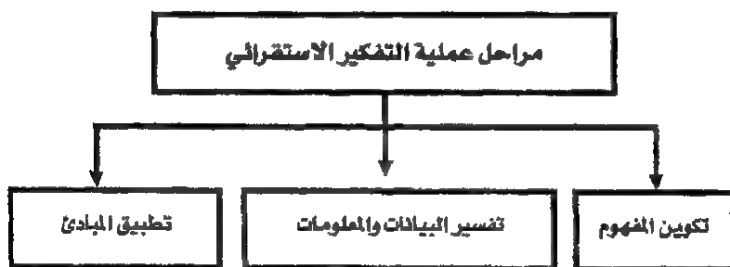 مراحل عملية التفكير الاستقرائي
تكوين المفهوم
تفسير البيانات والمعلومات
تطبيق المبادئ